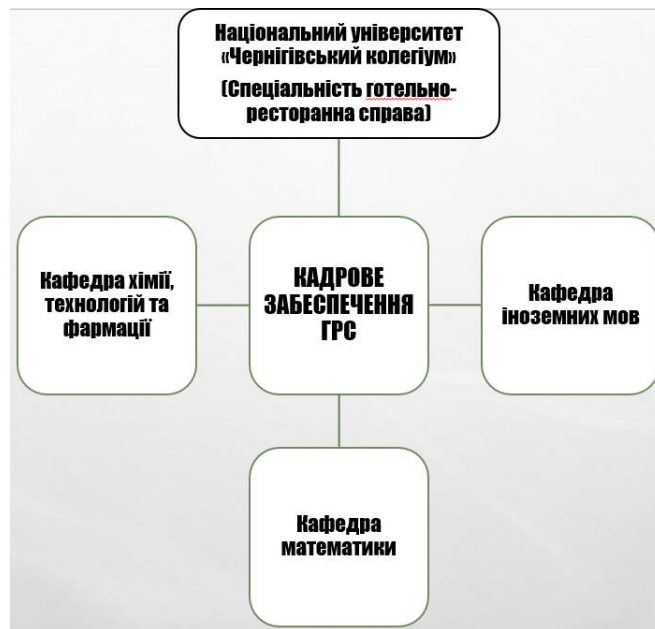 Національний університет
«Чернігівський колегіум»
(Спеціальність готельно-
ресторанна справа)
Кафедра хімії,
технологій та
фармації
КАДРОВЕ
ЗАБЕСПЕЧЕННЯ
ГРС
Кафедра
іноземних мов
Кафедра
математики